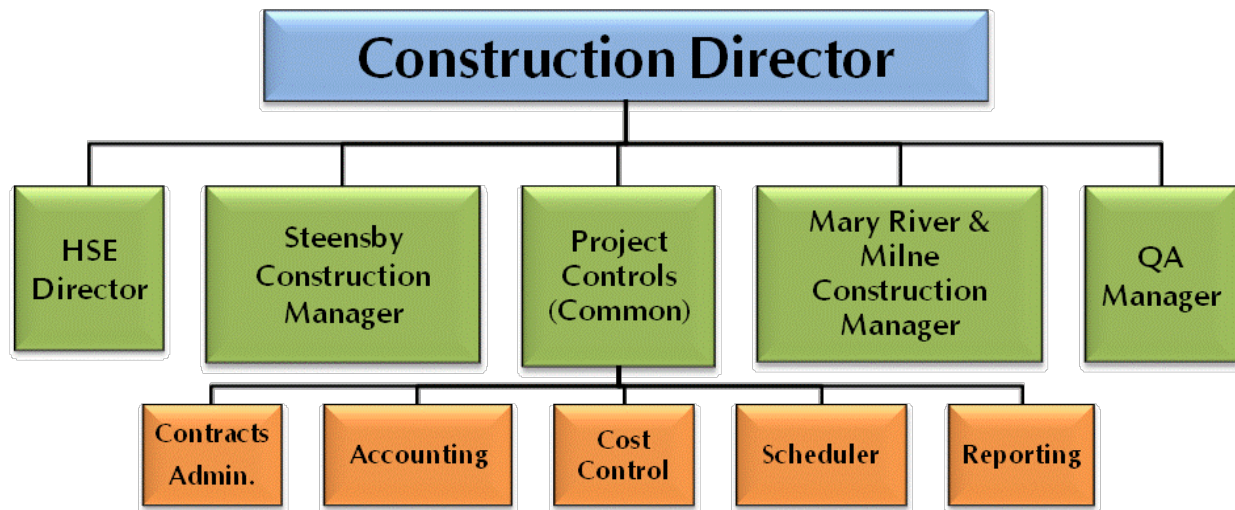 Construction Director
HSE
Director
Steensby
Construction
Manager
Project
Controls
(Common)
Mary River &
Milne
Construction
Manager
QA
Manager
Contracts
Admin.
Accounting
Cost
Control
Scheduler
Reporting